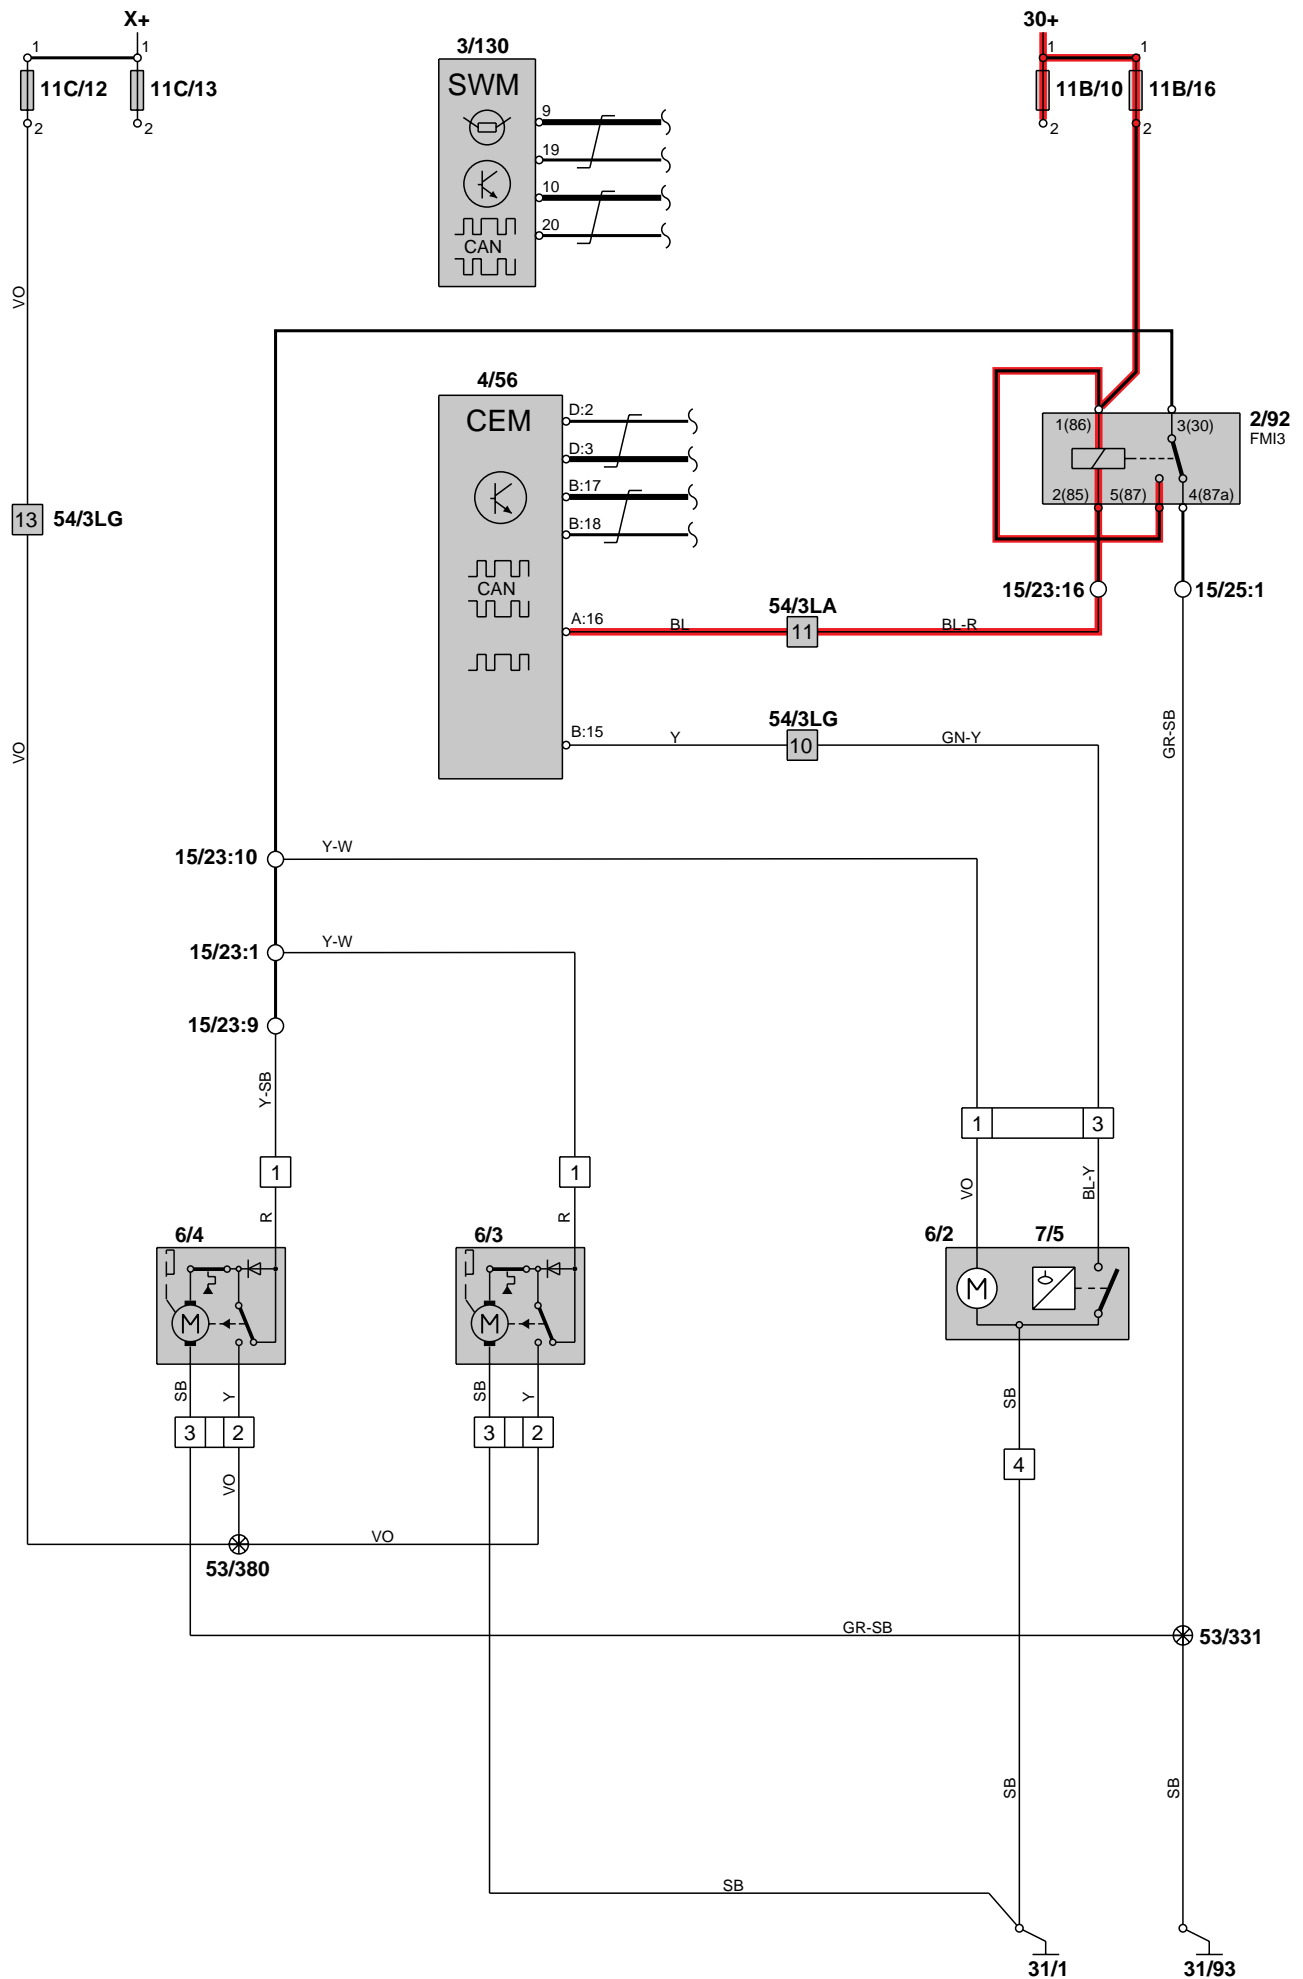 X+
30+
3/130
1
1
1
1
SWM
11C/12
11C/13
11B/10
11B/16
9
2
2
2
2
19
10
20
CAN
VO
4/56
CEM
D:2
D:3
B:17
B:18
1(86)
3(30)
2/92
FMI3
2(85)
5(87)
4(87a)
13
54/3LG
CAN
15/23:16
15/25:1
54/3LA
A:16
BL
11
BL-R
54/3LG
B:15
Y
10
GN-Y
VO
GR-SB
15/23:10
Y-W
15/23:1
Y-W
15/23:9
Y-SB
1
3
1
1
VO
BL-Y
R
R
6/4
6/3
6/2
7/5
M
M
M
SB
Y
SB
Y
SB
3
2
3
2
4
VO
VO
53/380
GR-SB
53/331
SB
SB
SB
31/1
31/93